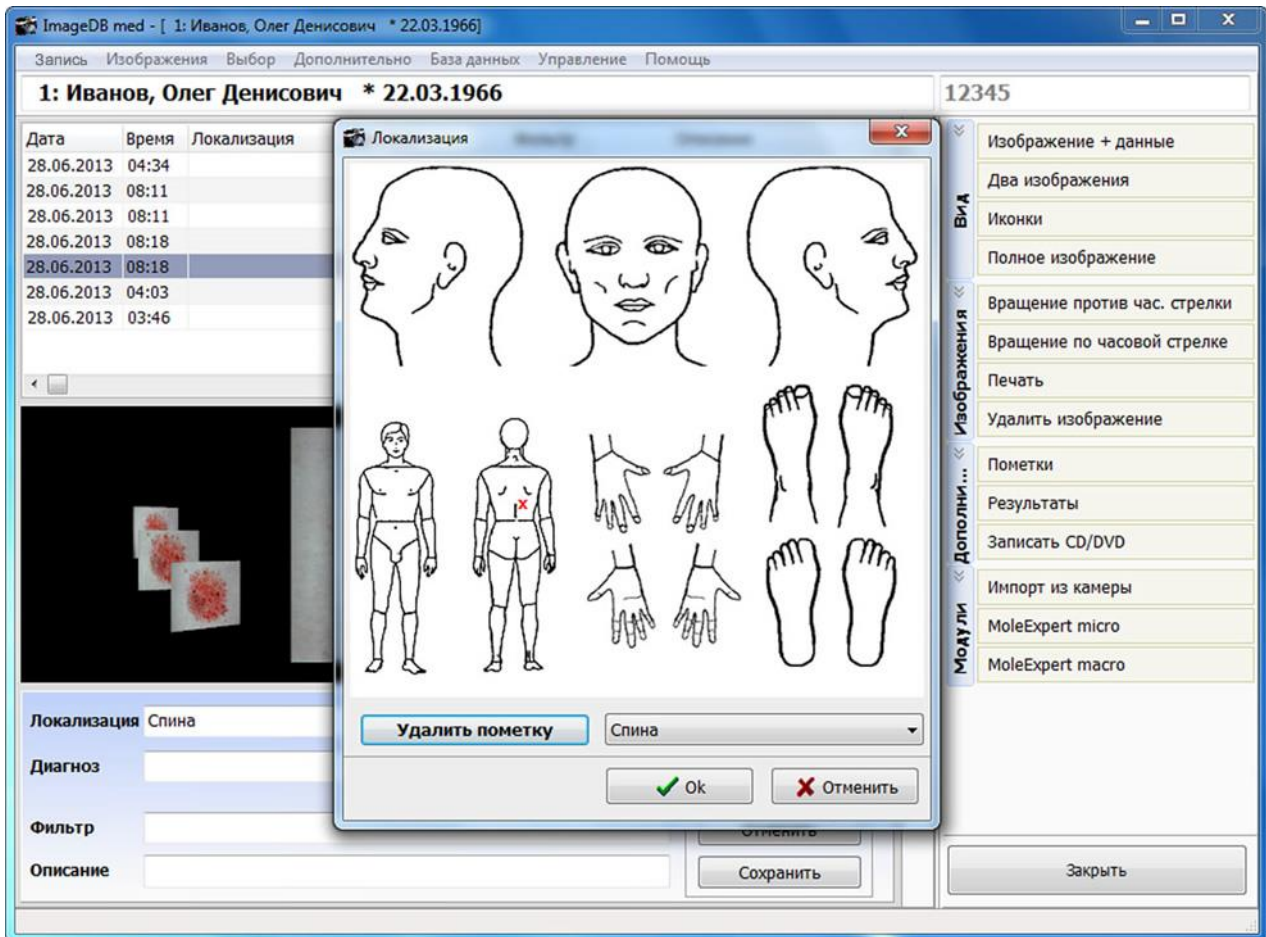 ImageDB med - [ 1: Иванов, Олег Денисович * 22.03.1966]
Запись Изображения Выбор Дополнительно База данных Управление Помощь
1: Иванов, Олег Денисович * 22.03.1966
12345
Дата Время Локализация
28.06.2013 04:34
28.06.2013 08:11
28.06.2013 08:11
28.06.2013 08:18
28.06.2013 08:18
28.06.2013 04:03
28.06.2013 03:46
Локализация
x
Удалить пометку
Спина
Ok
Отменить
Локализация Спина
Диагноз
Фильтр
Описание
Отменить
Сохранить
Вид
Изображение + данные
Два изображения
Иконки
Полное изображение
Изображения
Вращение против час. стрелки
Вращение по часовой стрелке
Печать
Удалить изображение
Дополни...
Пометки
Результаты
Записать CD/DVD
Модули
Импорт из камеры
MoleExpert micro
MoleExpert macro
Закрыть